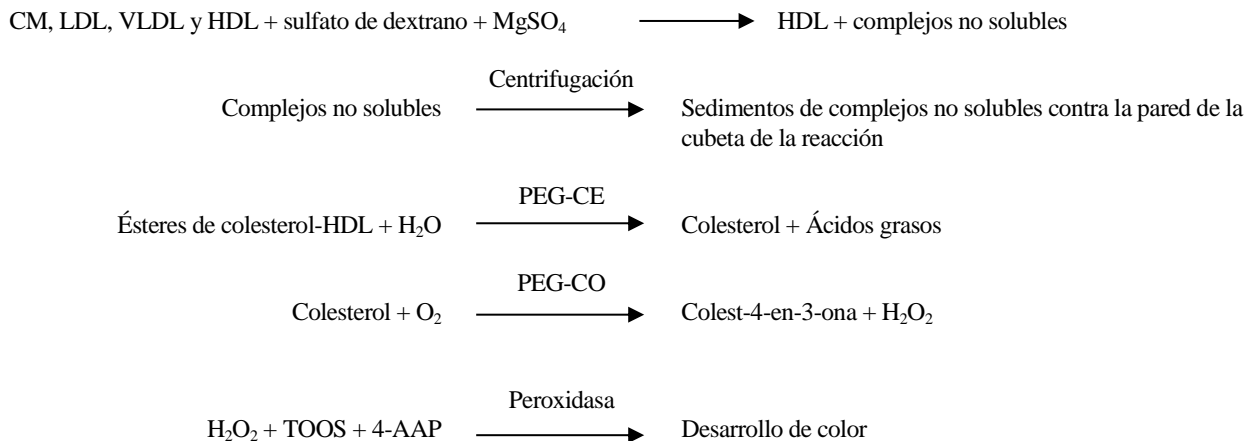 CM, LDL, VLDL y HDL + sulfato de dextrano + MgSO₄ ⟶ HDL + complejos no solubles
Centrifugación
Complejos no solubles ⟶ Sedimentos de complejos no solubles contra la pared de la
cubeta de la reacción
PEG-CE
Ésteres de colesterol-HDL + H₂O ⟶ Colesterol + Ácidos grasos
PEG-CO
Colesterol + O₂ ⟶ Colest-4-en-3-ona + H₂O₂
Peroxidasa
H₂O₂ + TOOS + 4-AAP ⟶ Desarrollo de color